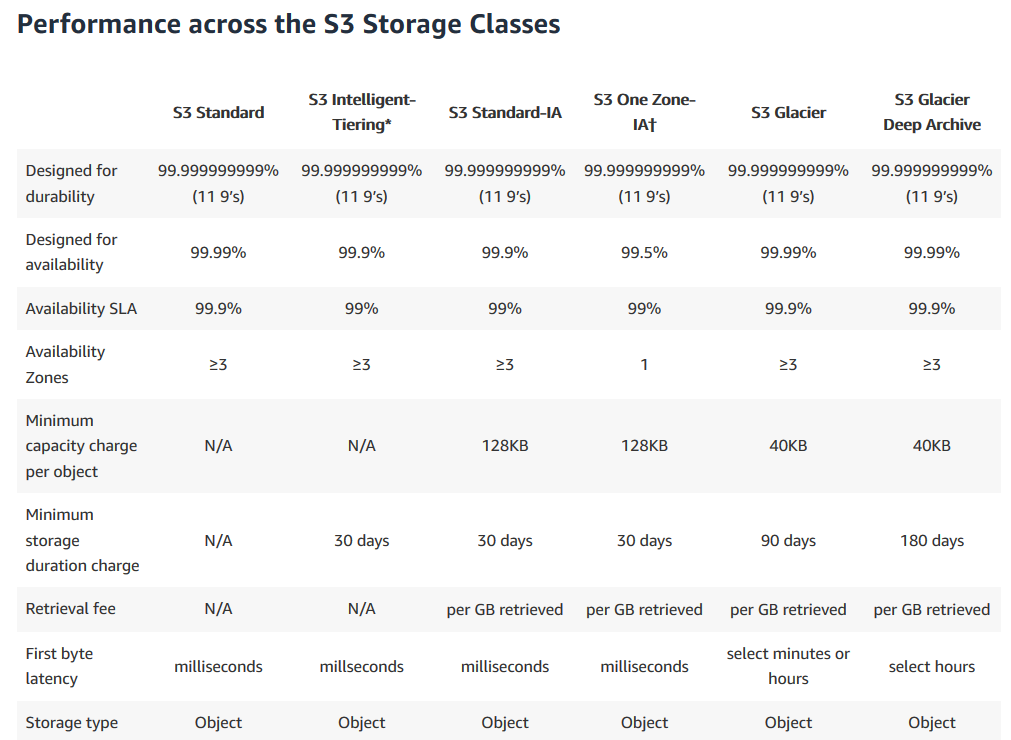 Performance across the S3 Storage Classes
S3 Standard
S3 Intelligent-
Tiering*
S3 Standard-IA
S3 One Zone-
IA†
S3 Glacier
S3 Glacier
Deep Archive
Designed for
durability
99.999999999%
(11 9’s)
99.999999999%
(11 9’s)
99.999999999%
(11 9’s)
99.999999999%
(11 9’s)
99.999999999%
(11 9’s)
99.999999999%
(11 9’s)
Designed for
availability
99.99%
99.9%
99.9%
99.5%
99.99%
99.99%
Availability SLA
99.9%
99%
99%
99%
99.9%
99.9%
Availability
Zones
≥3
≥3
≥3
1
≥3
≥3
Minimum
capacity charge
per object
N/A
N/A
128KB
128KB
40KB
40KB
Minimum
storage
duration charge
N/A
30 days
30 days
30 days
90 days
180 days
Retrieval fee
N/A
N/A
per GB retrieved
per GB retrieved
per GB retrieved
per GB retrieved
First byte
latency
milliseconds
millseconds
milliseconds
milliseconds
select minutes or
hours
select hours
Storage type
Object
Object
Object
Object
Object
Object